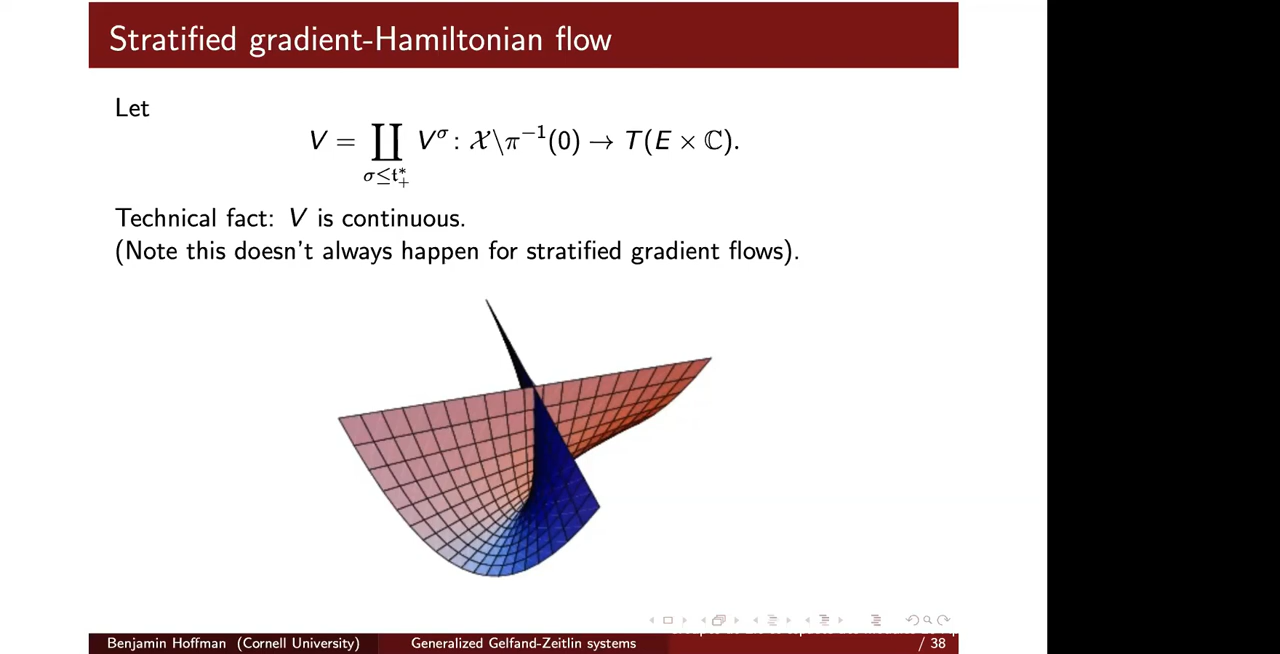 Stratified gradient-Hamiltonian flow
Let
V = ∐ V^σ : 𝒳\π⁻¹(0) → T(E × ℂ).
σ≤𝔱*₊
Technical fact: V is continuous.
(Note this doesn't always happen for stratified gradient flows).
Benjamin Hoffman (Cornell University) Generalized Gelfand-Zeitlin systems / 38